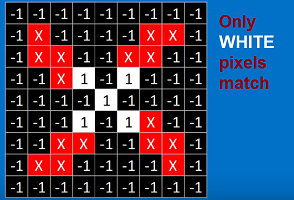 -1 -1 -1 -1 -1 -1 -1 -1 -1
-1 X -1 -1 -1 -1 X X -1
-1 X X -1 -1 X X -1 -1
-1 -1 X 1 -1 1 -1 -1 -1
-1 -1 -1 -1 1 -1 -1 -1 -1
-1 -1 -1 1 -1 1 X -1 -1
-1 -1 X X -1 -1 X X -1
-1 X X -1 -1 -1 -1 X -1
-1 -1 -1 -1 -1 -1 -1 -1 -1
Only
WHITE
pixels
match